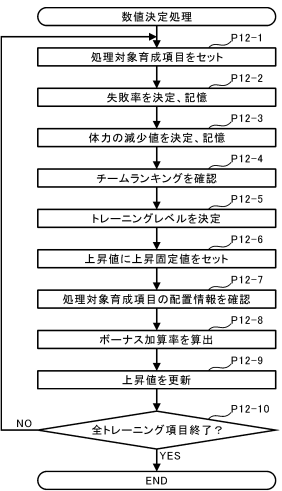 数値決定処理
P12-1
処理対象育成項目をセット
P12-2
失敗率を決定、記憶
P12-3
体力の減少値を決定、記憶
P12-4
チームランキングを確認
P12-5
トレーニングレベルを決定
P12-6
上昇値に上昇固定値をセット
P12-7
処理対象育成項目の配置情報を確認
P12-8
ボーナス加算率を算出
P12-9
上昇値を更新
P12-10
全トレーニング項目終了？
NO
YES
END